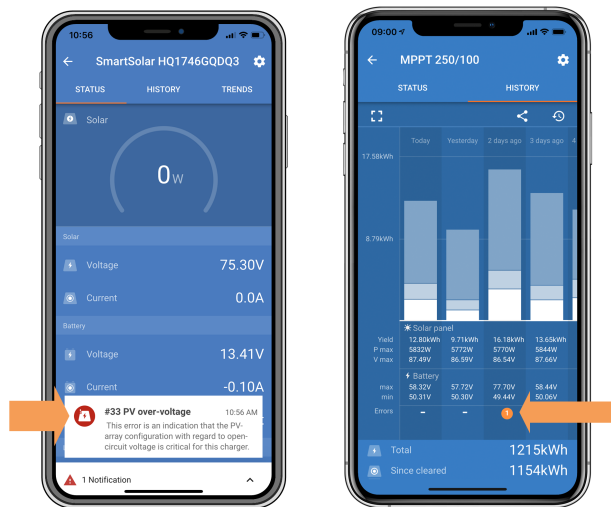 10:56
SmartSolar HQ1746GQDQ3
STATUS HISTORY TRENDS
Solar
0W
Solar
Voltage 75.30V
Current 0.0A
Battery
Voltage 13.41V
Current -0.10A
#33 PV over-voltage 10:56 AM
This error is an indication that the PV-
array configuration with regard to open-
circuit voltage is critical for this charger.
1 Notification
09:00
MPPT 250/100
STATUS HISTORY
Today Yesterday 2 days ago 3 days ago 4
17.58kWh
8.79kWh
Solar panel
Yield 12.80kWh 9.71kWh 16.18kWh 13.65kWh
P max 5832W 5772W 5770W 5844W
V max 87.49V 86.59V 86.54V 87.66V
Battery
max 58.32V 57.72V 77.70V 58.44V
min 50.31V 50.30V 49.44V 50.06V
Errors – – 1
Total 1215kWh
Since cleared 1154kWh